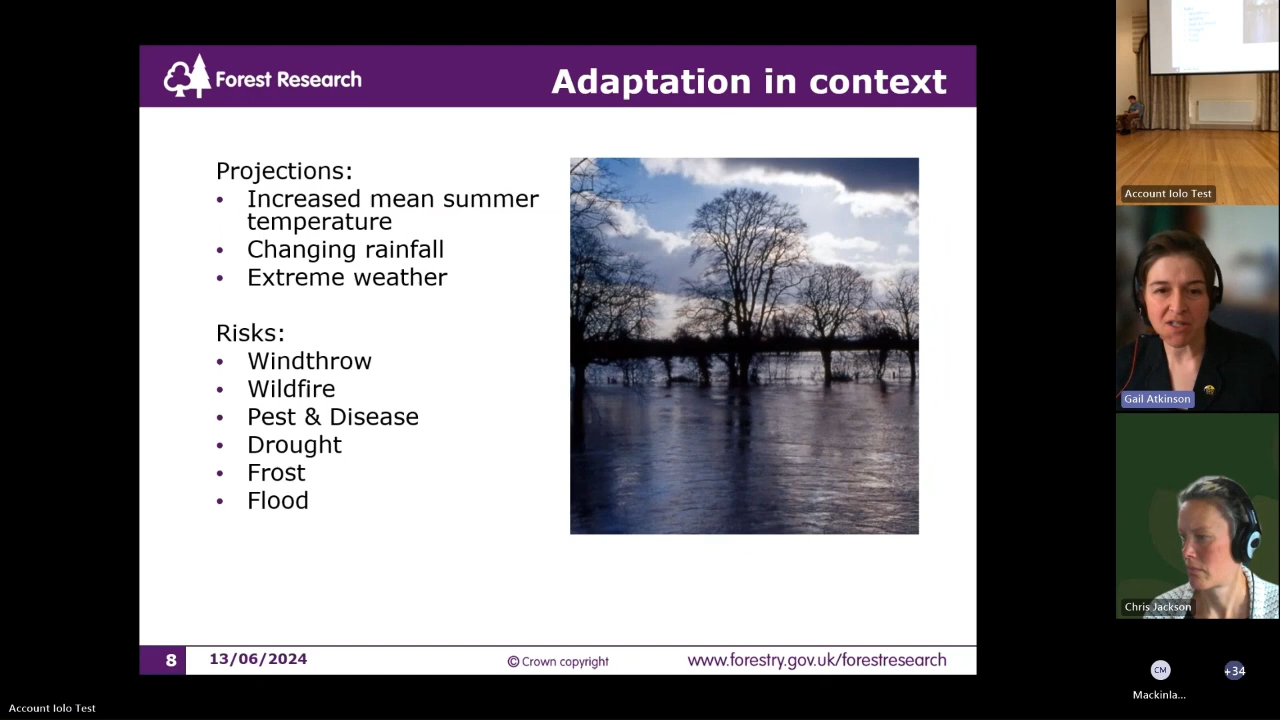 Forest Research
Adaptation in context
Projections:
• Increased mean summer
temperature
• Changing rainfall
• Extreme weather
Risks:
• Windthrow
• Wildfire
• Pest & Disease
• Drought
• Frost
• Flood
8
13/06/2024
© Crown copyright
www.forestry.gov.uk/forestresearch
Account Iolo Test
Gail Atkinson
Chris Jackson
CM
+34
Mackinla...
Account Iolo Test